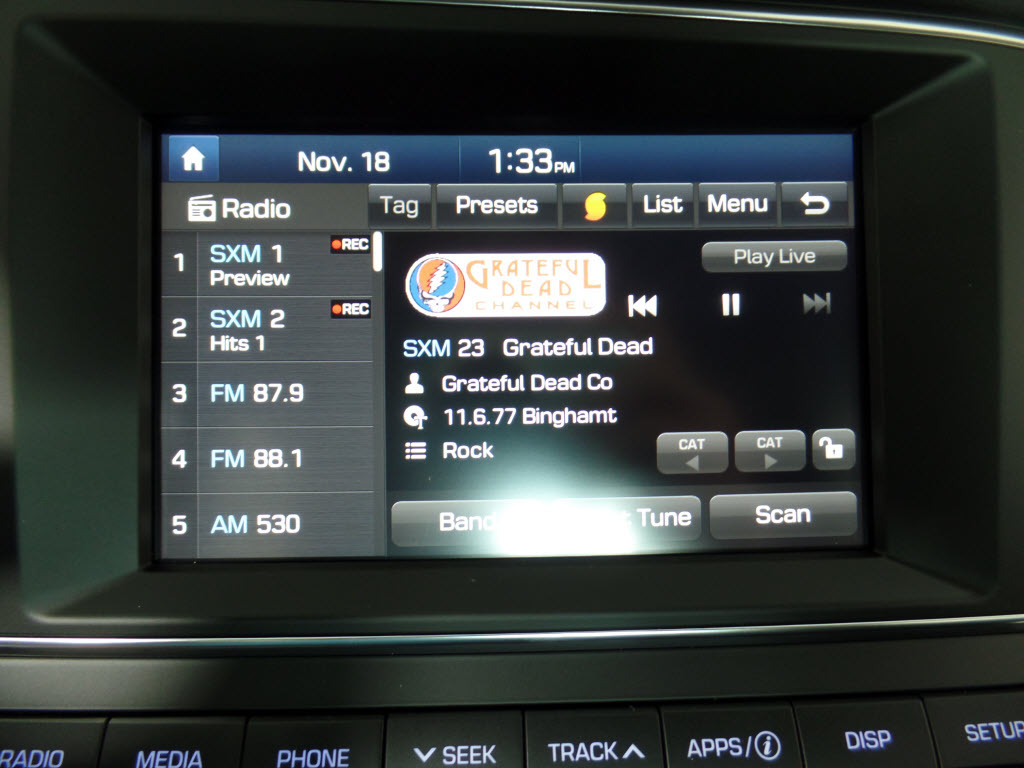 Nov. 18 1:33 PM
Radio Tag Presets List Menu
1 SXM 1 REC
Preview
2 SXM 2 REC
Hits 1
3 FM 87.9
4 FM 88.1
5 AM 530
GRATEFUL
DEAD
CHANNEL
Play Live
SXM 23 Grateful Dead
Grateful Dead Co
11.6.77 Binghamt
Rock
CAT CAT
Band Tune Scan
RADIO MEDIA PHONE SEEK TRACK APPS/i DISP SETUP